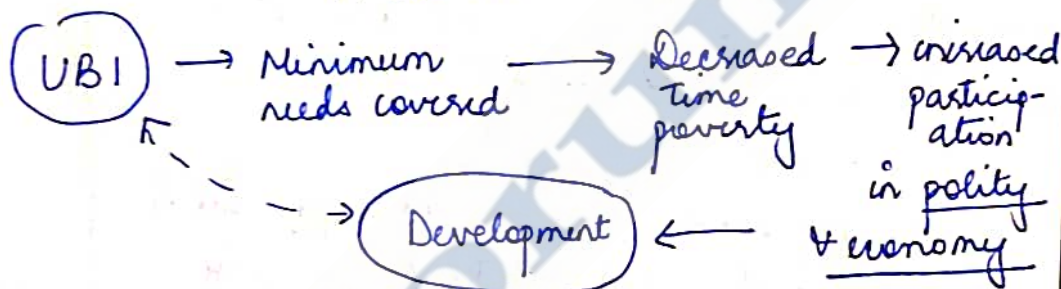 UBI → Minimum needs covered → Decreased Time poverty → increased particip-ation in polity & economy
Development